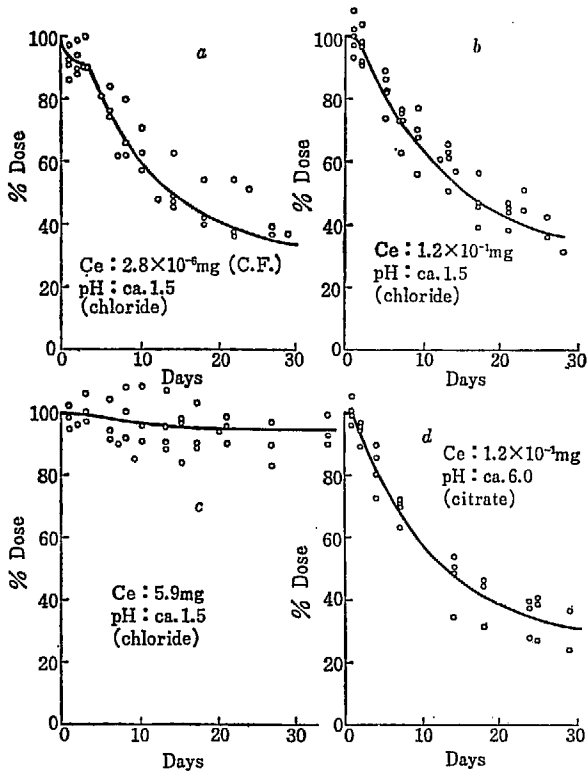 a
% Dose
100
80
60
40
20
0
Ce : 2.8×10⁻⁶mg (C.F.)
pH : ca. 1.5
(chloride)
0 10 20 30
Days
b
% Dose
100
80
60
40
20
0
Ce : 1.2×10⁻¹mg
pH : ca. 1.5
(chloride)
0 10 20 30
Days
c
% Dose
100
80
60
40
20
0
Ce : 5.9mg
pH : ca. 1.5
(chloride)
0 10 20 30
Days
d
% Dose
100
80
60
40
20
0
Ce : 1.2×10⁻¹mg
pH : ca. 6.0
(citrate)
0 10 20 30
Days